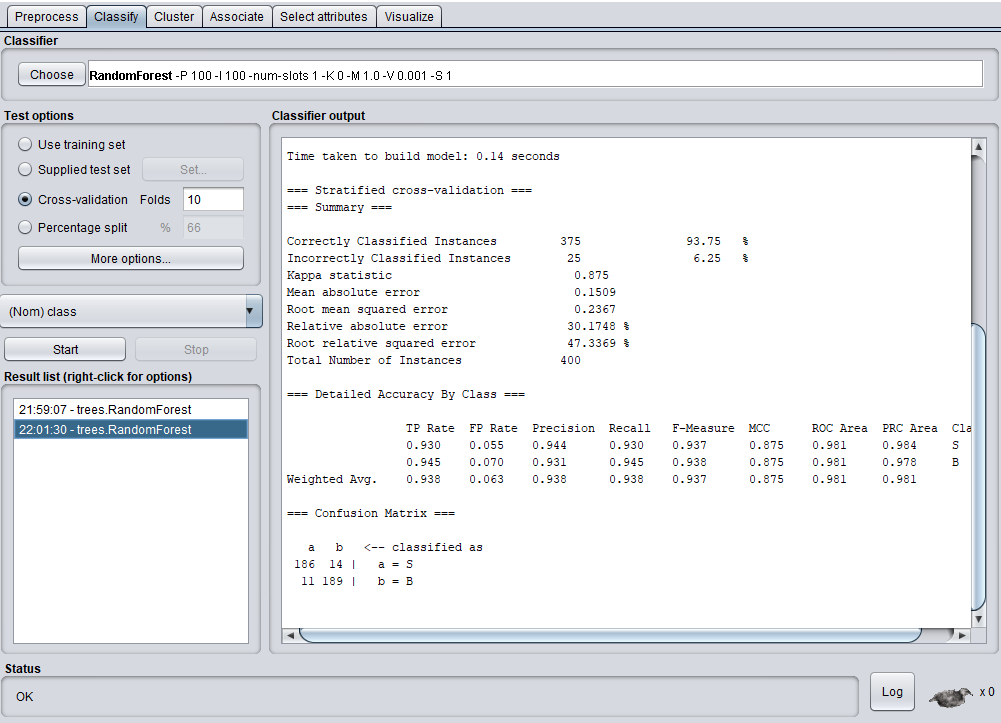 Preprocess Classify Cluster Associate Select attributes Visualize
Classifier
Choose RandomForest -P 100 -I 100 -num-slots 1 -K 0 -M 1.0 -V 0.001 -S 1
Test options
Use training set
Supplied test set Set...
Cross-validation Folds 10
Percentage split % 66
More options...
(Nom) class
Start Stop
Result list (right-click for options)
21:59:07 - trees.RandomForest
22:01:30 - trees.RandomForest
Classifier output
Time taken to build model: 0.14 seconds
=== Stratified cross-validation ===
=== Summary ===
Correctly Classified Instances 375 93.75 %
Incorrectly Classified Instances 25 6.25 %
Kappa statistic 0.875
Mean absolute error 0.1509
Root mean squared error 0.2367
Relative absolute error 30.1748 %
Root relative squared error 47.3369 %
Total Number of Instances 400
=== Detailed Accuracy By Class ===
TP Rate FP Rate Precision Recall F-Measure MCC ROC Area PRC Area Cla
0.930 0.055 0.944 0.930 0.937 0.875 0.981 0.984 S
0.945 0.070 0.931 0.945 0.938 0.875 0.981 0.978 B
Weighted Avg. 0.938 0.063 0.938 0.938 0.937 0.875 0.981 0.981
=== Confusion Matrix ===
a b <-- classified as
186 14 | a = S
11 189 | b = B
Status
OK
Log x 0